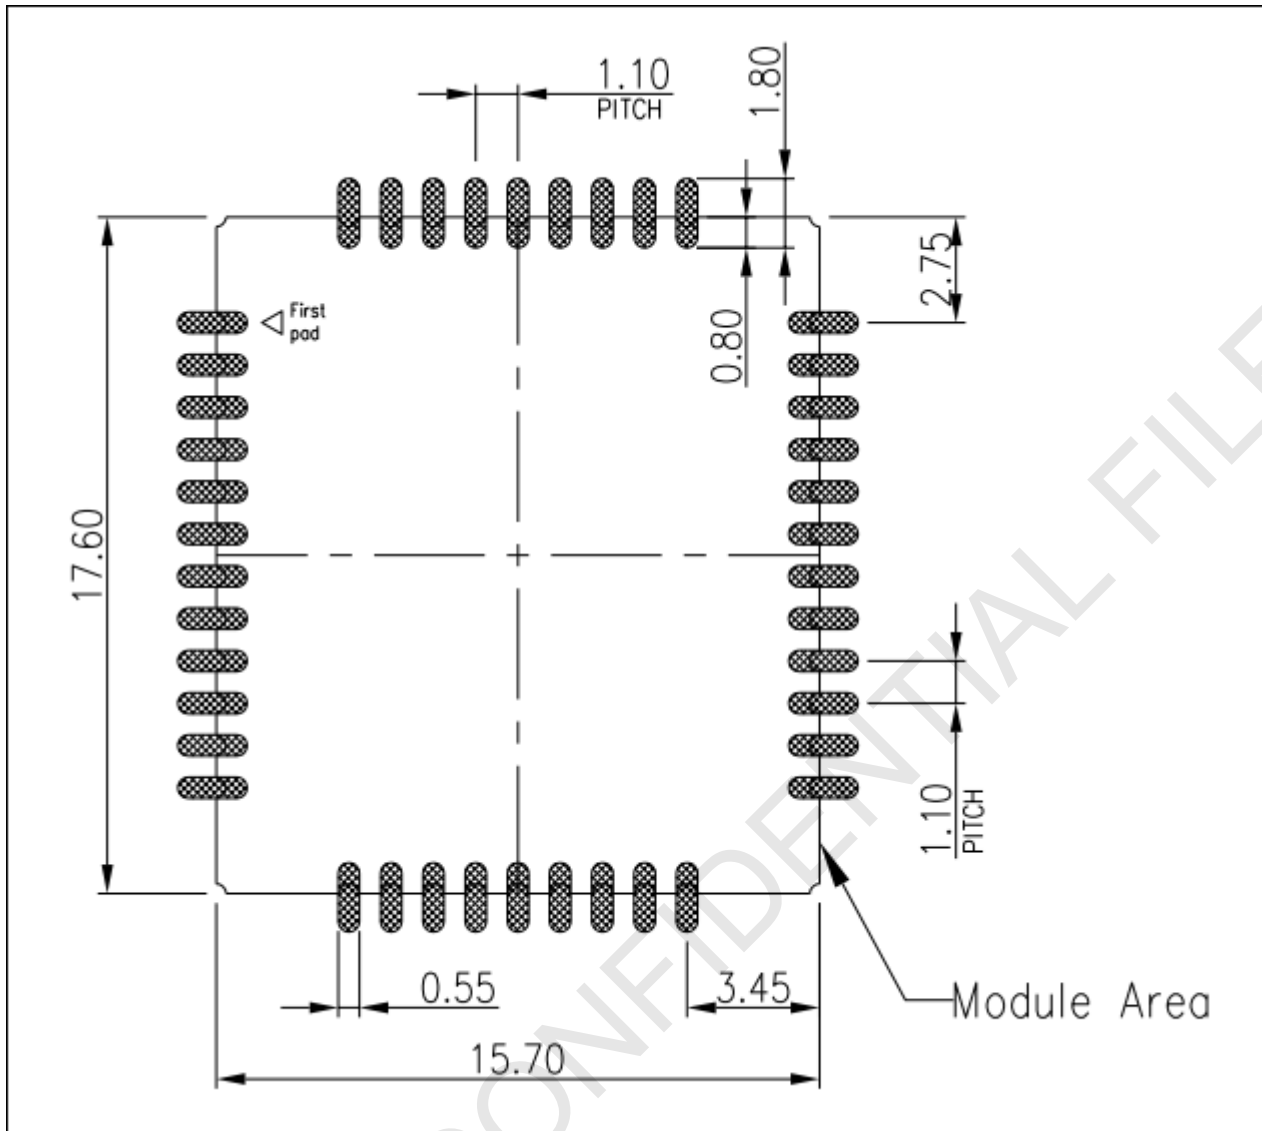 1.10
PITCH
1.80
2.75
0.80
First
pad
17.60
1.10
PITCH
0.55
3.45
Module Area
15.70
CONFIDENTIAL FILE